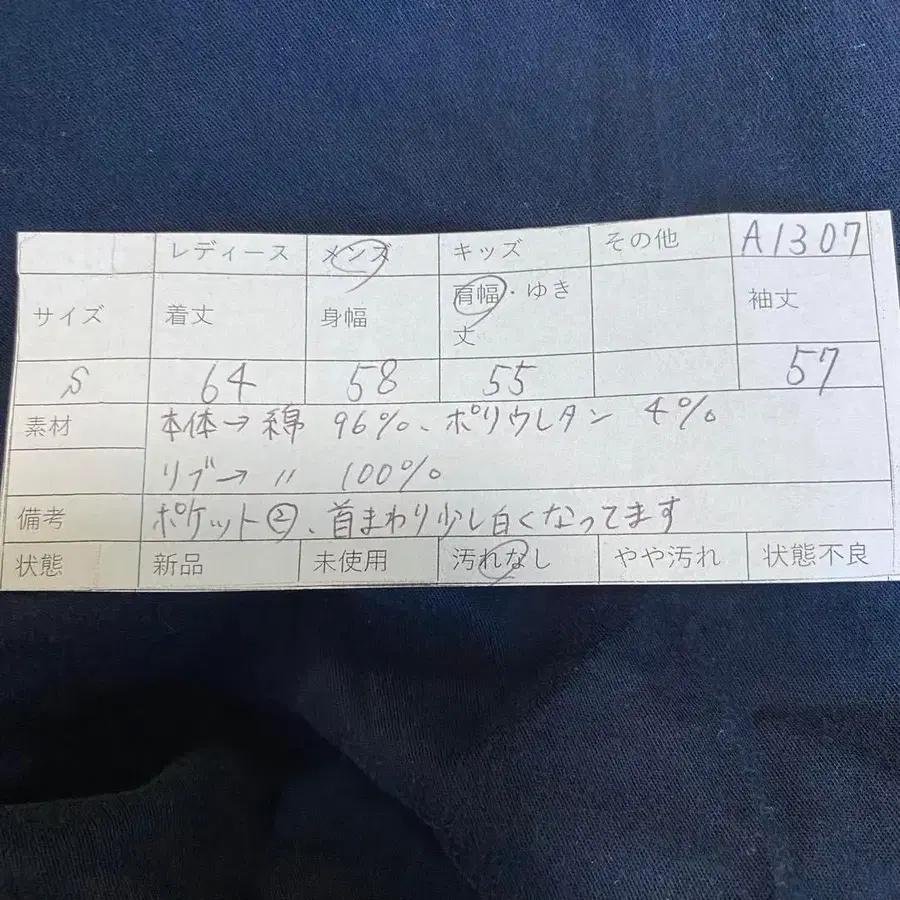 レディース メンズ キッズ その他 A1307
サイズ 着丈 身幅 肩幅・ゆき丈 袖丈
S 64 58 55 57
素材 本体→綿 96%、ポリウレタン 4%
リブ→ 〃 100%
備考 ポケット②、首まわり少し白くなってます
状態 新品 未使用 汚れなし やや汚れ 状態不良